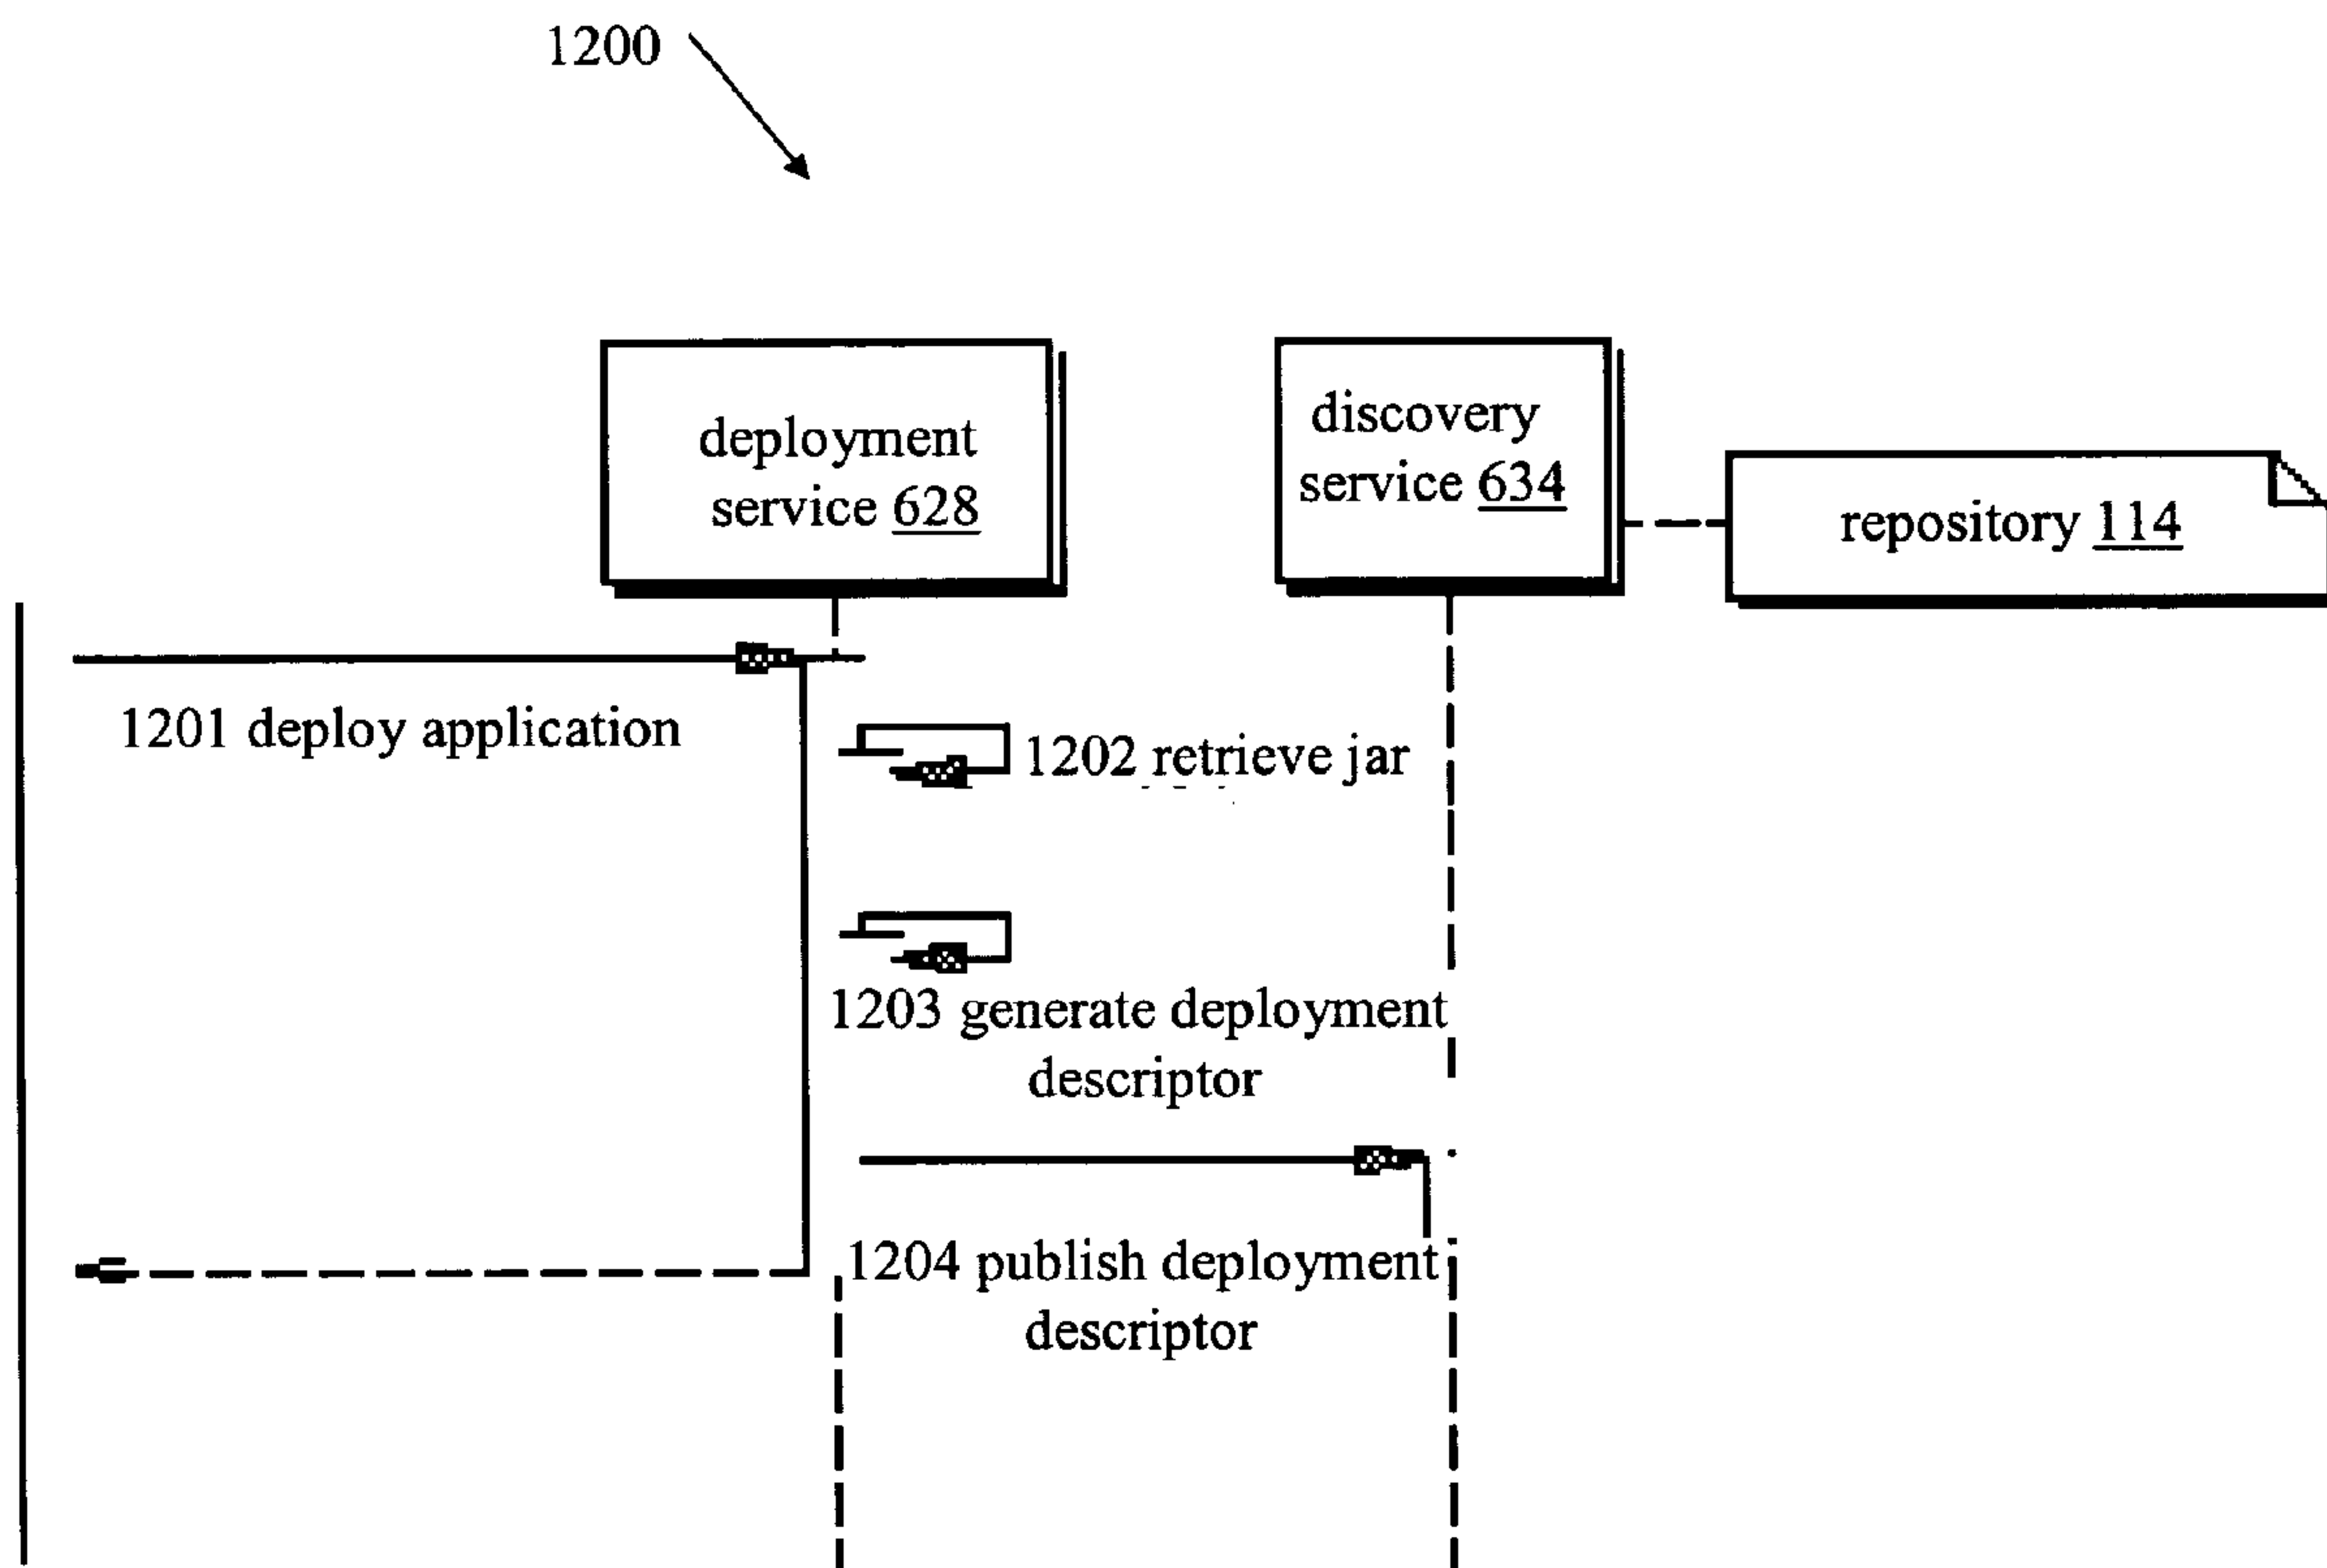 1200
deployment
service 628
discovery
service 634
repository 114
1201 deploy application
1202 retrieve jar
1203 generate deployment
descriptor
1204 publish deployment
descriptor